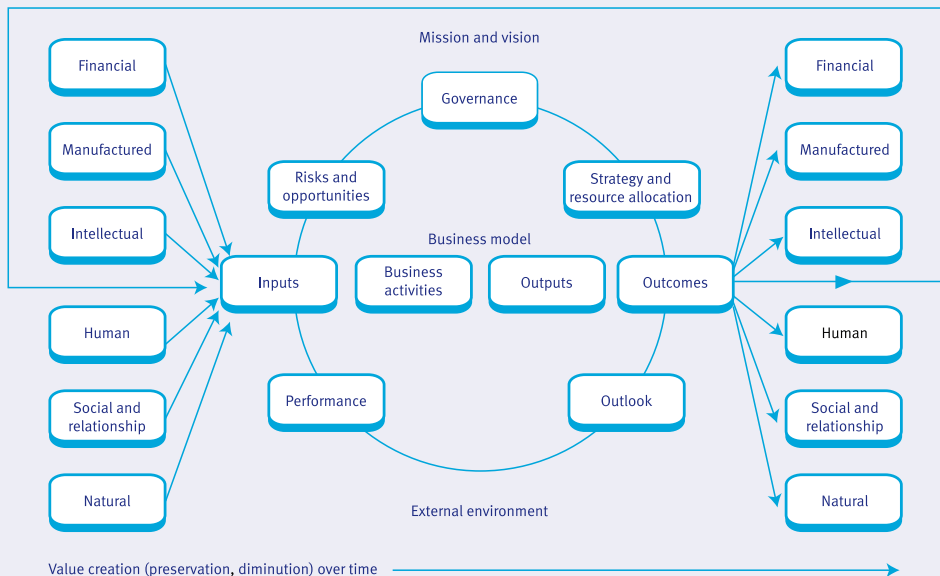 Mission and vision
Financial
Manufactured
Intellectual
Human
Social and
relationship
Natural
Governance
Risks and
opportunities
Strategy and
resource allocation
Business model
Inputs
Business
activities
Outputs
Outcomes
Performance
Outlook
External environment
Financial
Manufactured
Intellectual
Human
Social and
relationship
Natural
Value creation (preservation, diminution) over time